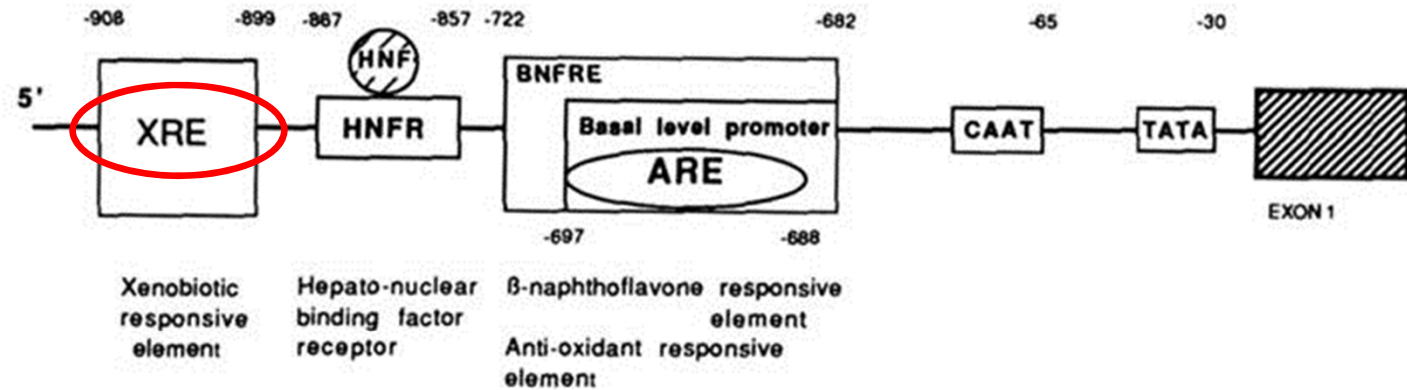 -908 -899 -887 -857 -722 -682 -65 -30
HNF
BNFRE
5'
XRE HNFR Basal level promoter CAAT TATA
ARE
EXON 1
-697 -688
Xenobiotic
responsive
element
Hepato-nuclear
binding factor
receptor
ß-naphthoflavone responsive
element
Anti-oxidant responsive
element